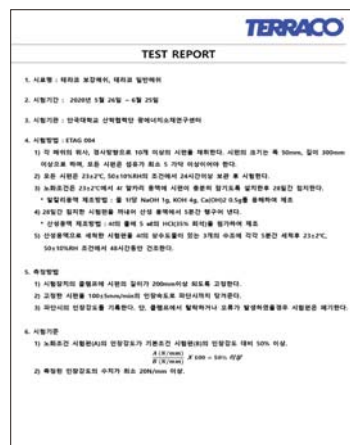 TERRACO
TEST REPORT
1. 시료명 : 테라코 보강메쉬, 테라코 일반메쉬
2. 시험기간 : 2020년 5월 26일 ~ 6월 25일
3. 시험기관 : 단국대학교 산학협력단 광에너지소재연구센터
4. 시험방법 : ETAG 004
1) 각 메쉬의 위사, 경사방향으로 10개 이상의 시편을 채취한다. 시편의 크기는 폭 50mm, 길이 300mm
이상으로 하며, 모든 시편은 섬유가 최소 5 가닥 이상이어야 한다.
2) 모든 시편은 23±2℃, 50±10%RH의 조건에서 24시간이상 보관 후 시험한다.
3) 노화조건은 23±2℃에서 4ℓ 알카리 용액에 시편이 충분히 잠기도록 설치한후 28일간 침지한다.
* 알칼리용액 제조방법 : 물 1ℓ당 NaOH 1g, KOH 4g, Ca(OH)2 0.5g를 용해하여 제조
4) 28일간 침지한 시험편을 꺼내어 산성 용액에서 5분간 헹구어 낸다.
* 산성용액 제조방법 : 4ℓ의 물에 5 ㎖의 HCl(35% 희석)를 첨가하여 제조
5) 산성용액으로 세척한 시험편을 4ℓ의 상수도물이 있는 3개의 수조에 각각 5분간 세척후 23±2℃,
50±10%RH 조건에서 48시간동안 건조한다.
5. 측정방법
1) 시험장치의 클램프에 시편의 길이가 200mm이상 되도록 고정한다.
2) 고정한 시편을 100±5mm/min의 인장속도로 파단시까지 당겨준다.
3) 파단시의 인장강도를 기록한다. 단, 클램프에서 탈락하거나 오류가 발생하였을경우 시험편은 폐기한다.
6. 시험기준
1) 노화조건 시험편(A)의 인장강도가 기본조건 시험편(B)의 인장강도 대비 50% 이상.
A (N/mm)
B (N/mm) X 100 = 50% 이상
2) 측정된 인장강도의 수치가 최소 20N/mm 이상.